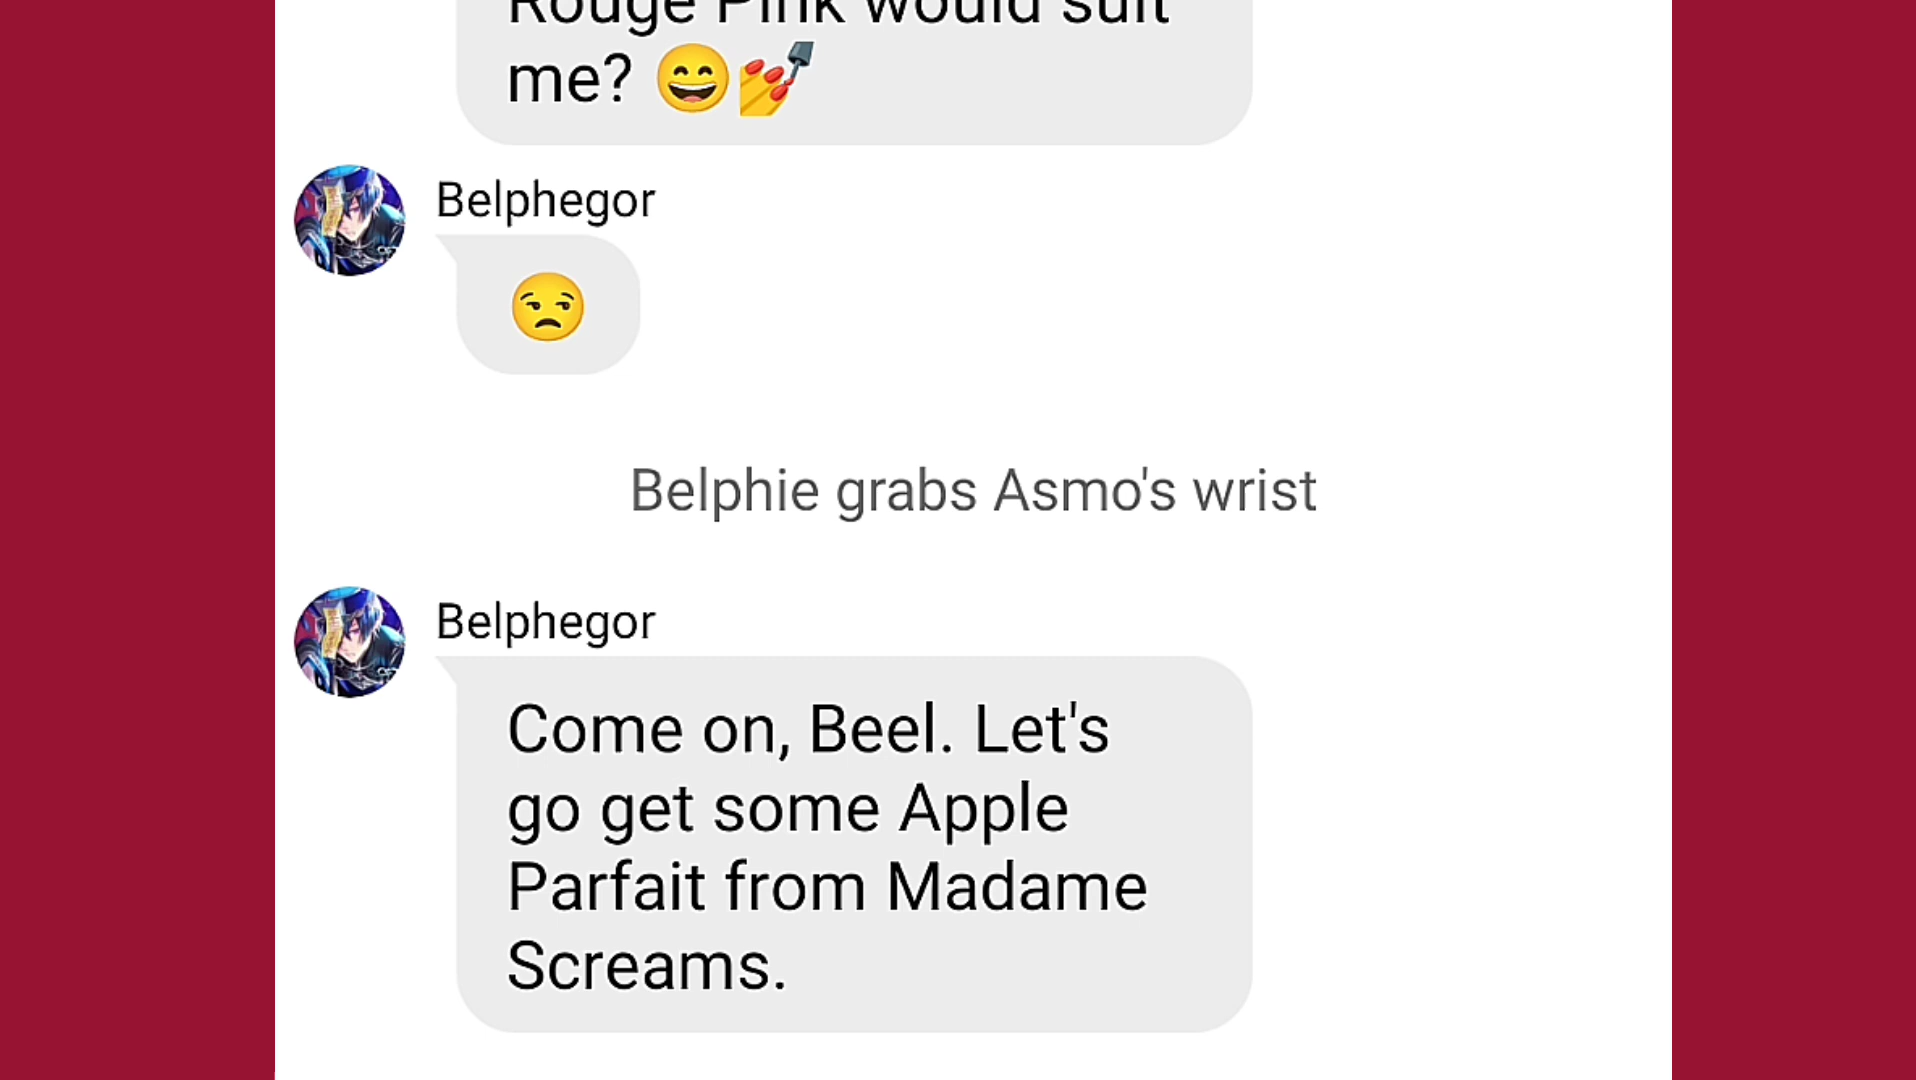 Rouge Pink would suit
me? 😄💅
Belphegor
😒
Belphie grabs Asmo's wrist
Belphegor
Come on, Beel. Let's
go get some Apple
Parfait from Madame
Screams.